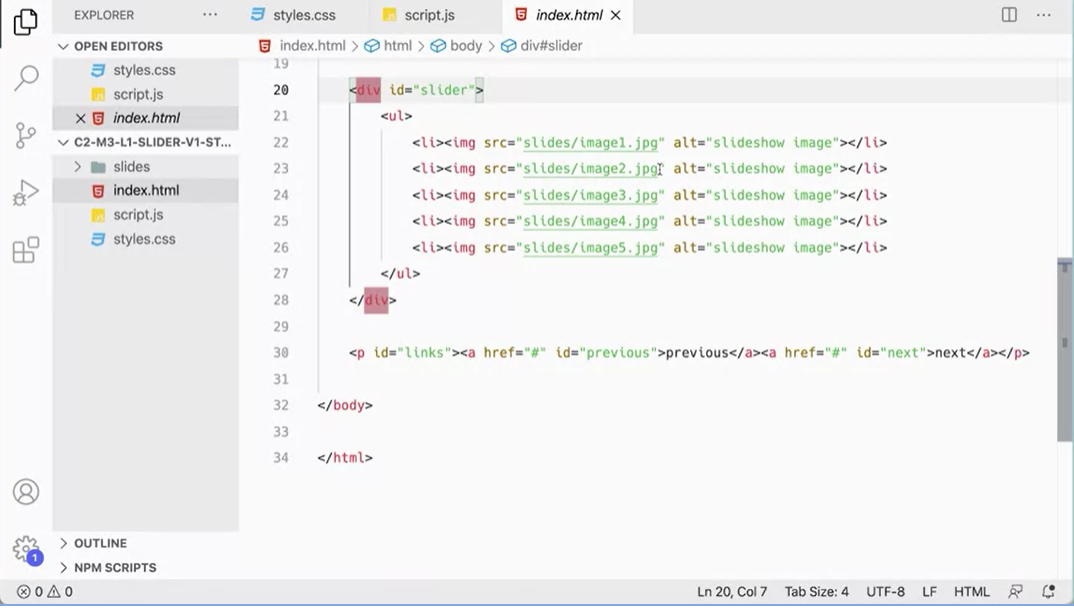 EXPLORER
styles.css
script.js
index.html
OPEN EDITORS
index.html > html > body > div#slider
styles.css
script.js
index.html
C2-M3-L1-SLIDER-V1-ST...
slides
index.html
script.js
styles.css
19
20 <div id="slider">
21 <ul>
22 <li><img src="slides/image1.jpg" alt="slideshow image"></li>
23 <li><img src="slides/image2.jpg" alt="slideshow image"></li>
24 <li><img src="slides/image3.jpg" alt="slideshow image"></li>
25 <li><img src="slides/image4.jpg" alt="slideshow image"></li>
26 <li><img src="slides/image5.jpg" alt="slideshow image"></li>
27 </ul>
28 </div>
29
30 <p id="links"><a href="#" id="previous">previous</a><a href="#" id="next">next</a></p>
31
32 </body>
33
34 </html>
OUTLINE
NPM SCRIPTS
1
0 0 Ln 20, Col 7 Tab Size: 4 UTF-8 LF HTML